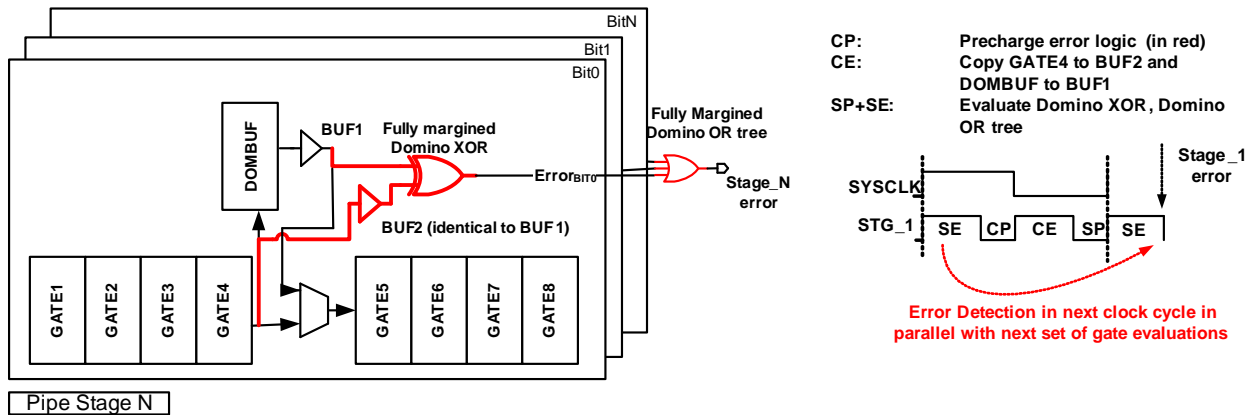 BitN
Bit1
Bit0
DOMBUF
BUF1
Fully margined
Domino XOR
Error BIT0
BUF2 (identical to BUF1)
GATE1
GATE2
GATE3
GATE4
GATE5
GATE6
GATE7
GATE8
Pipe Stage N
Fully Margined
Domino OR tree
Stage_N
error
CP: Precharge error logic (in red)
CE: Copy GATE4 to BUF2 and
DOMBUF to BUF1
SP+SE: Evaluate Domino XOR, Domino
OR tree
Stage_1
error
SYSCLK
STG_1
SE CP CE SP SE
Error Detection in next clock cycle in
parallel with next set of gate evaluations